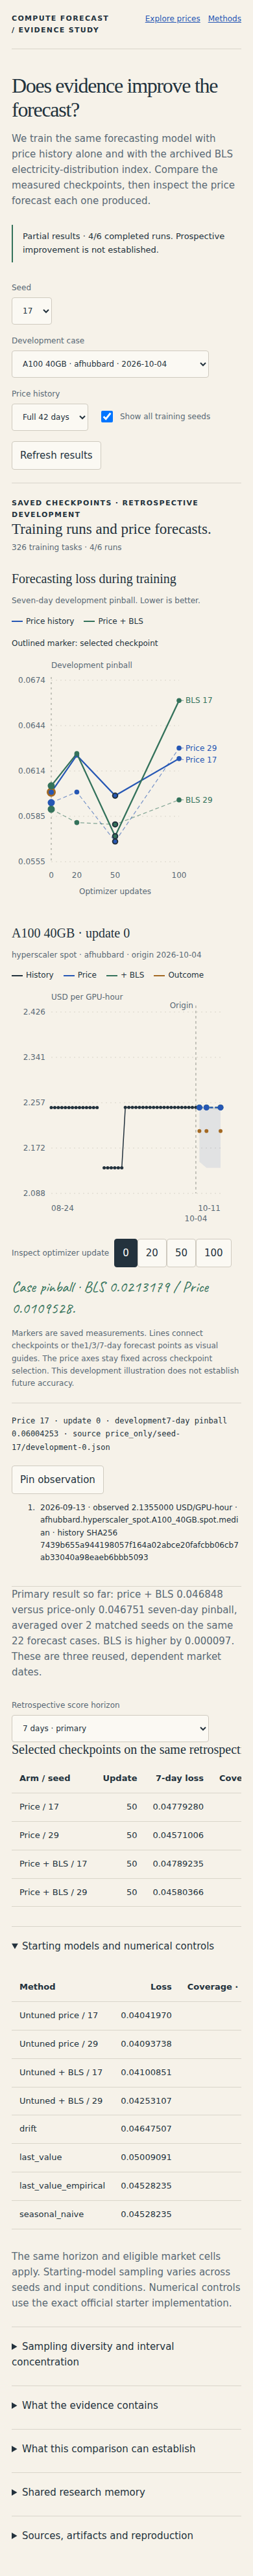 COMPUTE FORECAST
/ EVIDENCE STUDY
Explore prices Methods
Does evidence improve the
forecast?
We train the same forecasting model with
price history alone and with the archived BLS
electricity-distribution index. Compare the
measured checkpoints, then inspect the price
forecast each one produced.
Partial results · 4/6 completed runs. Prospective
improvement is not established.
Seed
17
Development case
A100 40GB · afhubbard · 2026-10-04
Price history
Full 42 days
Show all training seeds
Refresh results
SAVED CHECKPOINTS · RETROSPECTIVE
DEVELOPMENT
Training runs and price forecasts.
326 training tasks · 4/6 runs
Forecasting loss during training
Seven-day development pinball. Lower is better.
Price history Price + BLS
Outlined marker: selected checkpoint
Development pinball
0.0674
0.0644
0.0614
0.0585
0.0555
BLS 17
Price 29
Price 17
BLS 29
0 20 50 100
Optimizer updates
A100 40GB · update 0
hyperscaler spot · afhubbard · origin 2026-10-04
History Price + BLS Outcome
USD per GPU-hour
Origin
2.426
2.341
2.257
2.172
2.088
08-24 10-11
10-04
Inspect optimizer update 0 20 50 100
Case pinball · BLS 0.0213179 / Price
0.0109528.
Markers are saved measurements. Lines connect
checkpoints or the1/3/7-day forecast points as visual
guides. The price axes stay fixed across checkpoint
selection. This development illustration does not establish
future accuracy.
Price 17 · update 0 · development7-day pinball
0.06004253 · source price_only/seed-
17/development-0.json
Pin observation
1. 2026-09-13 · observed 2.1355000 USD/GPU-hour ·
afhubbard.hyperscaler_spot.A100_40GB.spot.medi
an · history SHA256
7439b655a944198057f164a02abce20fafcbb06cb7
ab33040a98eaeb6bbb5093
Primary result so far: price + BLS 0.046848
versus price-only 0.046751 seven-day pinball,
averaged over 2 matched seeds on the same
22 forecast cases. BLS is higher by 0.000097.
These are three reused, dependent market
dates.
Retrospective score horizon
7 days · primary
Selected checkpoints on the same retrospect
Arm / seed Update 7-day loss Cove
Price / 17 50 0.04779280
Price / 29 50 0.04571006
Price + BLS / 17 50 0.04789235
Price + BLS / 29 50 0.04580366
Starting models and numerical controls
Method Loss Coverage ·
Untuned price / 17 0.04041970
Untuned price / 29 0.04093738
Untuned + BLS / 17 0.04100851
Untuned + BLS / 29 0.04253107
drift 0.04647507
last_value 0.05009091
last_value_empirical 0.04528235
seasonal_naive 0.04528235
The same horizon and eligible market cells
apply. Starting-model sampling varies across
seeds and input conditions. Numerical controls
use the exact official starter implementation.
Sampling diversity and interval
concentration
What the evidence contains
What this comparison can establish
Shared research memory
Sources, artifacts and reproduction